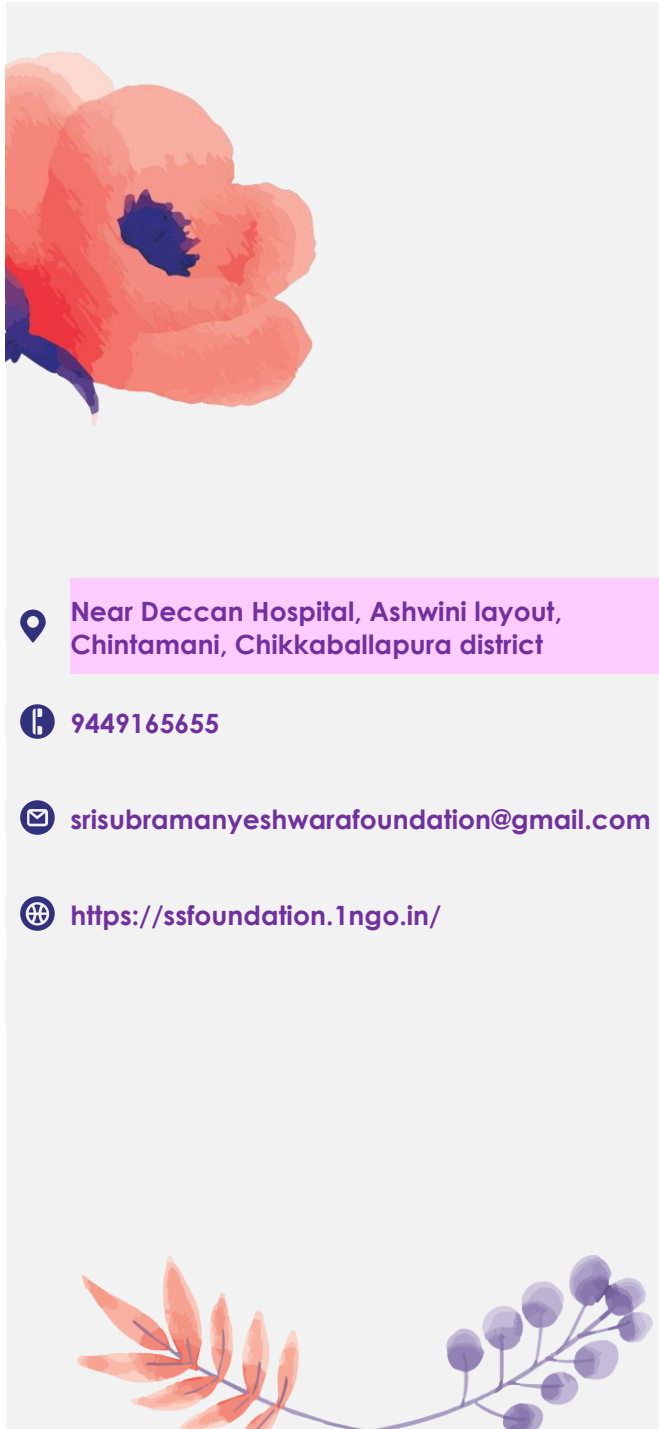 Near Deccan Hospital, Ashwini layout,
Chintamani, Chikkaballapura district
9449165655
srisubramanyeshwarafoundation@gmail.com
https://ssfoundation.1ngo.in/